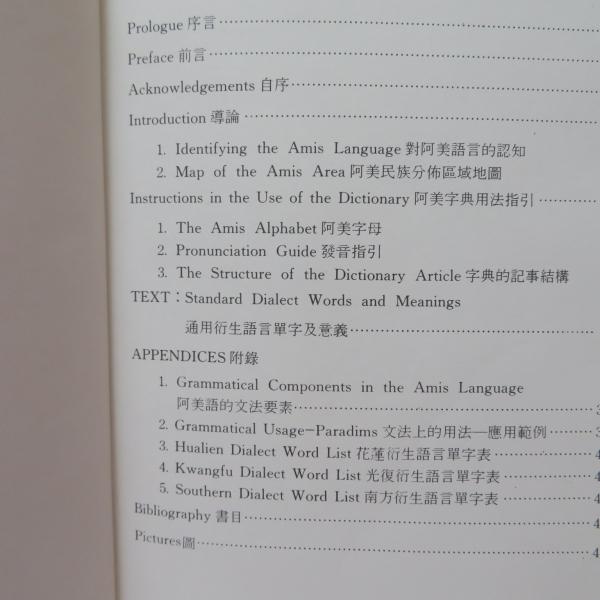 Prologue 序言
Preface 前言
Acknowledgements 自序
Introduction 導論
1. Identifying the Amis Language 對阿美語言的認知
2. Map of the Amis Area 阿美民族分佈區域地圖
Instructions in the Use of the Dictionary 阿美字典用法指引
1. The Amis Alphabet 阿美字母
2. Pronunciation Guide 發音指引
3. The Structure of the Dictionary Article 字典的記事結構
TEXT：Standard Dialect Words and Meanings
通用衍生語言單字及意義
APPENDICES 附錄
1. Grammatical Components in the Amis Language
阿美語的文法要素 3
2. Grammatical Usage-Paradims 文法上的用法—應用範例 3
3. Hualien Dialect Word List 花蓮衍生語言單字表 4
4. Kwangfu Dialect Word List 光復衍生語言單字表 4
5. Southern Dialect Word List 南方衍生語言單字表 4
Bibliography 書目 4
Pictures圖 4